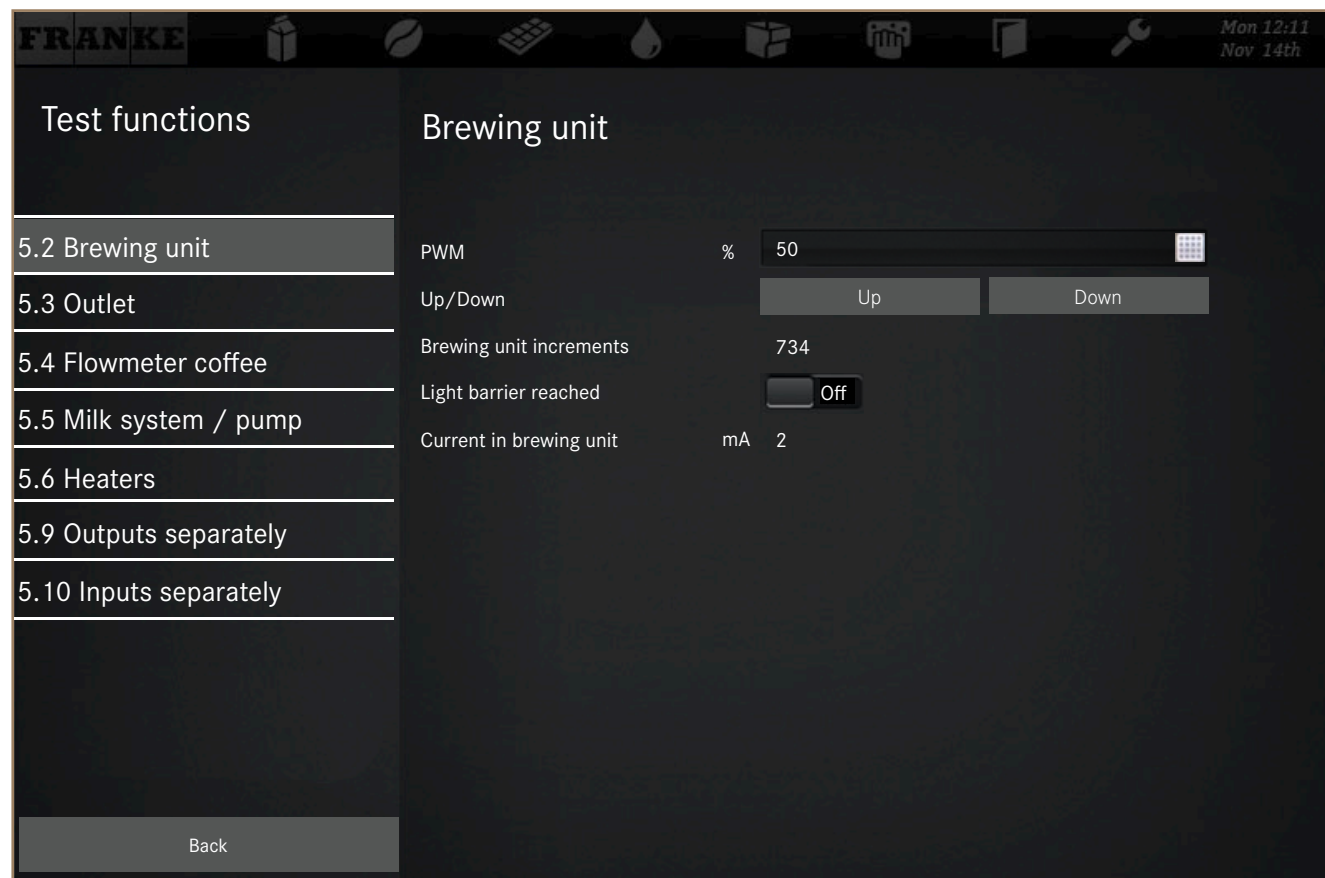 FRANKE
Mon 12:11
Nov 14th
Test functions
5.2 Brewing unit
5.3 Outlet
5.4 Flowmeter coffee
5.5 Milk system / pump
5.6 Heaters
5.9 Outputs separately
5.10 Inputs separately
Back
Brewing unit
PWM % 50
Up/Down Up Down
Brewing unit increments 734
Light barrier reached Off
Current in brewing unit mA 2